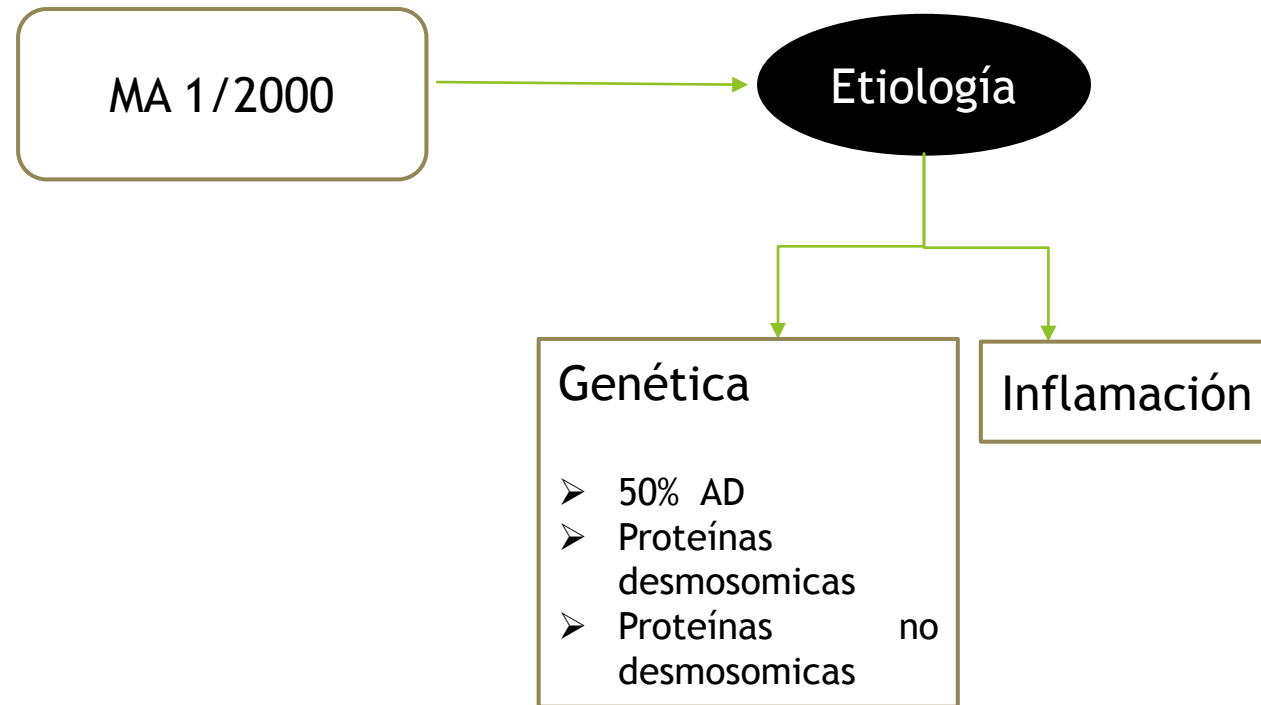 MA 1/2000
Etiología
Genética
➢ 50% AD
➢ Proteínas
desmosomicas
➢ Proteínas no
desmosomicas
Inflamación